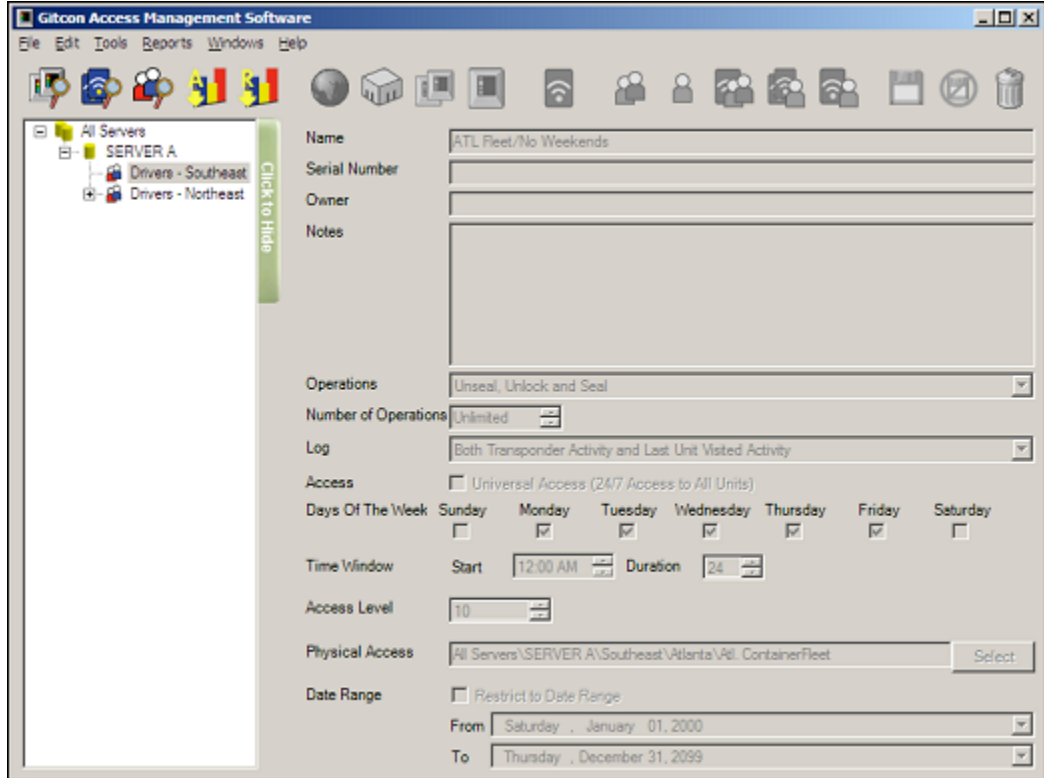 Gitcon Access Management Software
File Edit Tools Reports Windows Help
All Servers
SERVER A
Drivers - Southeast
Drivers - Northeast
Click to Hide
Name ATL Fleet/No Weekends
Serial Number
Owner
Notes
Operations Unseal, Unlock and Seal
Number of Operations Unlimited
Log Both Transponder Activity and Last Unit Visited Activity
Access Universal Access (24/7 Access to All Units)
Days Of The Week Sunday Monday Tuesday Wednesday Thursday Friday Saturday
Time Window Start 12:00 AM Duration 24
Access Level 10
Physical Access All Servers\SERVER A\Southeast\Atlanta\Atl. ContainerFleet Select
Date Range Restrict to Date Range
From Saturday , January 01, 2000
To Thursday , December 31, 2099